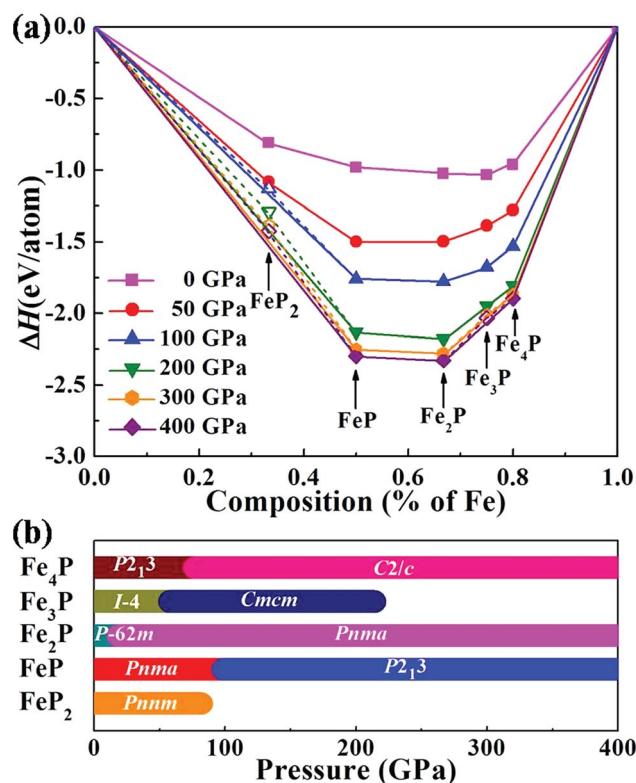 (a)
0.0
-0.5
-1.0
-1.5
-2.0
-2.5
-3.0
ΔH(eV/atom)
0 GPa
50 GPa
100 GPa
200 GPa
300 GPa
400 GPa
FeP₂
FeP
Fe₂P
Fe₃P
Fe₄P
0.0 0.2 0.4 0.6 0.8 1.0
Composition (% of Fe)
(b)
Fe₄P P2₁3 C2/c
Fe₃P I-4 Cmcm
Fe₂P P-62m Pnma
FeP Pnma P2₁3
FeP₂ Pnnm
0 100 200 300 400
Pressure (GPa)